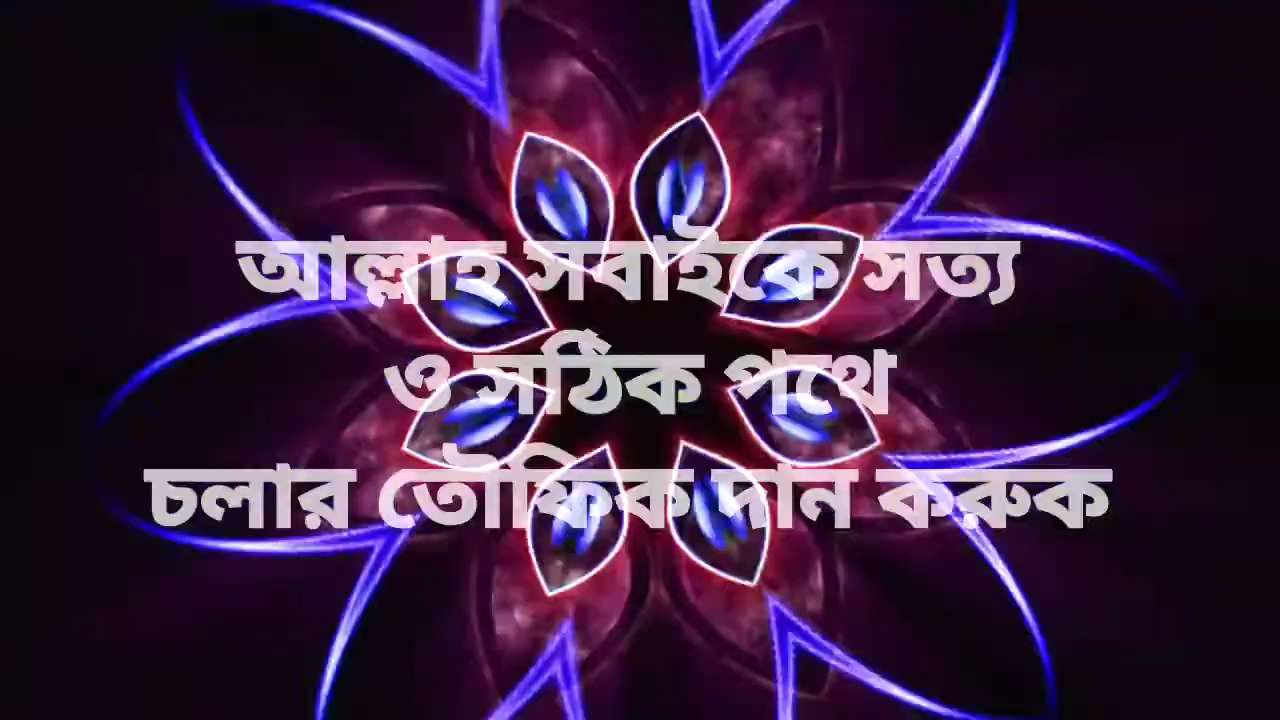 আল্লাহ সবাইকে সত্য
ও সঠিক পথে
চলার তৌফিক দান করুক